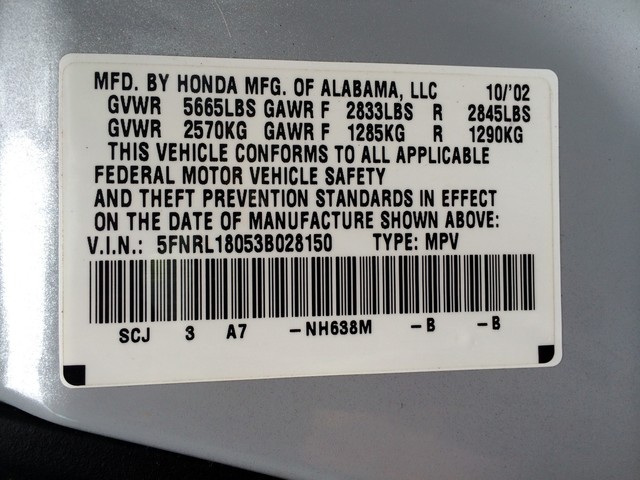 MFD. BY HONDA MFG. OF ALABAMA, LLC 10/'02
GVWR 5665LBS GAWR F 2833LBS R 2845LBS
GVWR 2570KG GAWR F 1285KG R 1290KG
THIS VEHICLE CONFORMS TO ALL APPLICABLE
FEDERAL MOTOR VEHICLE SAFETY
AND THEFT PREVENTION STANDARDS IN EFFECT
ON THE DATE OF MANUFACTURE SHOWN ABOVE:
V.I.N.: 5FNRL18053B028150 TYPE: MPV
SCJ 3 A7 -NH638M -B -B